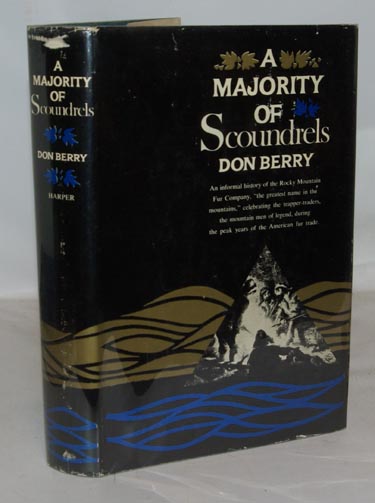 A
MAJORITY
OF
Scoundrels
DON BERRY
HARPER
A
MAJORITY
OF
Scoundrels
DON BERRY
An informal history of the Rocky Mountain
Fur Company, "the greatest name in the
mountains," celebrating the trapper-traders,
the mountain men of legend, during
the peak years of the American fur trade.